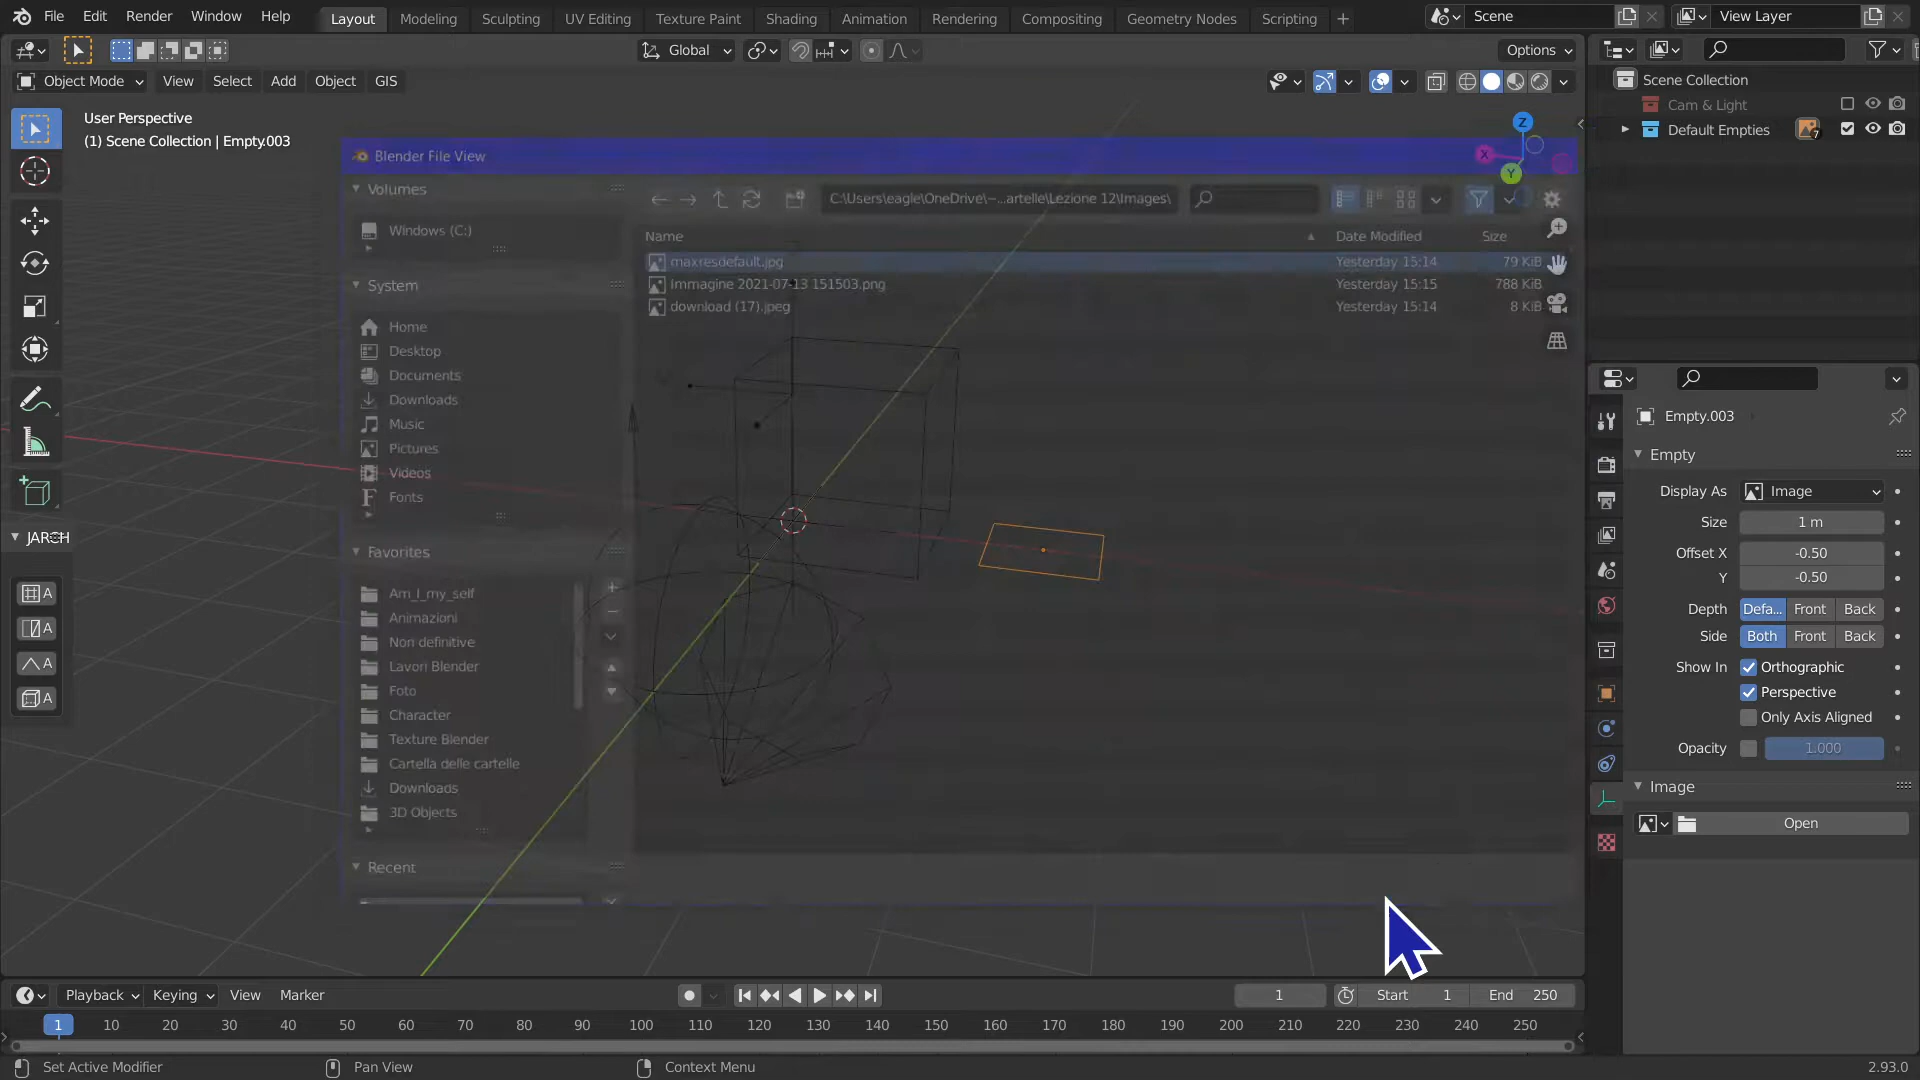 File Edit Render Window Help
Layout Modeling Sculpting UV Editing Texture Paint Shading Animation Rendering Compositing Geometry Nodes Scripting +
Scene
View Layer
Global
Options
Object Mode View Select Add Object GIS
User Perspective
(1) Scene Collection | Empty.003
Z
X
Y
Blender File View
Volumes
Windows (C:)
System
Home
Desktop
Documents
Downloads
Music
Pictures
Videos
Fonts
Favorites
Am_I_my_self
Animazioni
Non definitive
Lavori Blender
Foto
Character
Texture Blender
Cartella delle cartelle
Downloads
3D Objects
Recent
C:\Users\eagle\OneDrive\~...artelle\Lezione 12\Images\
Name Date Modified Size
maxresdefault.jpg Yesterday 15:14 79 KiB
Immagine 2021-07-13 151503.png Yesterday 15:15 788 KiB
download (17).jpeg Yesterday 15:14 8 KiB
A
A
A
A
Scene Collection
Cam & Light
Default Empties 7
Empty.003
Empty
Display As Image
Size 1 m
Offset X -0.50
Y -0.50
Depth Defa... Front Back
Side Both Front Back
Show In Orthographic
Perspective
Only Axis Aligned
Opacity 1.000
Image
Open
Playback Keying View Marker
1 Start 1 End 250
1 10 20 30 40 50 60 70 80 90 100 110 120 130 140 150 160 170 180 190 200 210 220 230 240 250
Set Active Modifier Pan View Context Menu 2.93.0